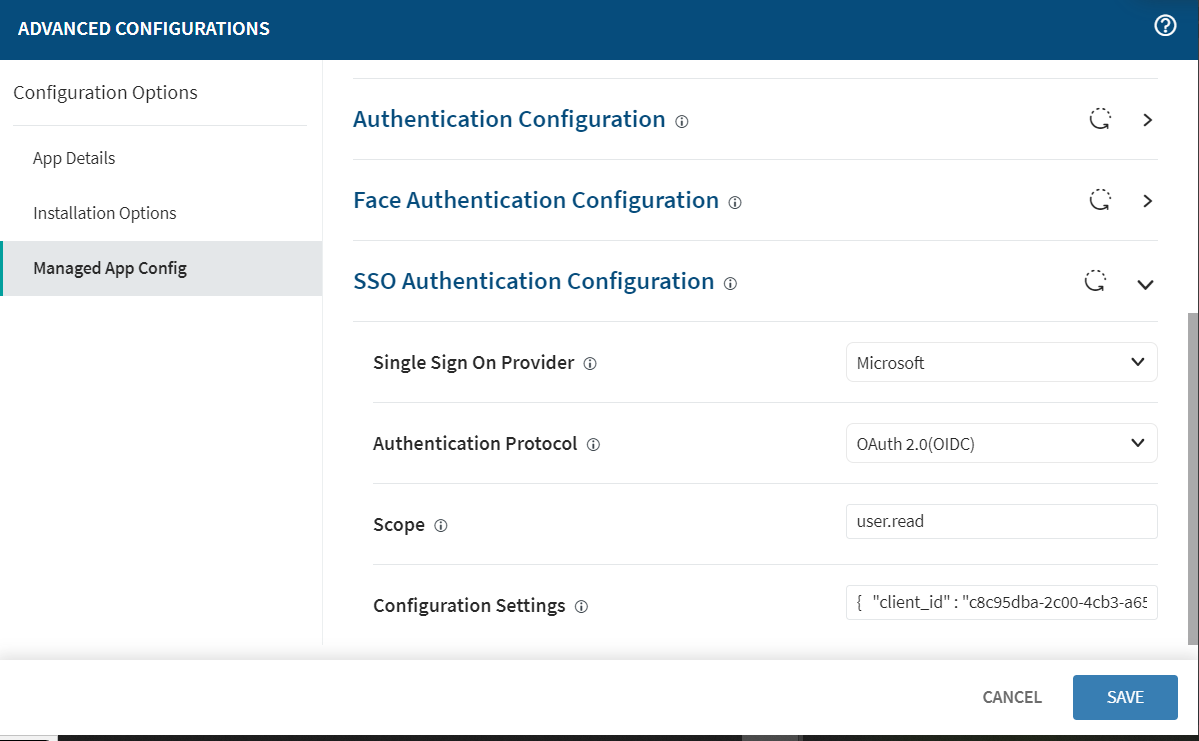 ADVANCED CONFIGURATIONS
Configuration Options
App Details
Installation Options
Managed App Config
Authentication Configuration
Face Authentication Configuration
SSO Authentication Configuration
Single Sign On Provider
Microsoft
Authentication Protocol
OAuth 2.0(OIDC)
Scope
user.read
Configuration Settings
{ "client_id" : "c8c95dba-2c00-4cb3-a65
CANCEL
SAVE